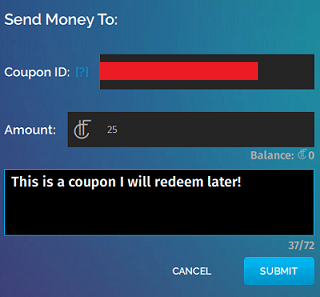 Send Money To:
Coupon ID: [?]
Amount: 25
Balance: 0
This is a coupon I will redeem later!
37/72
CANCEL SUBMIT